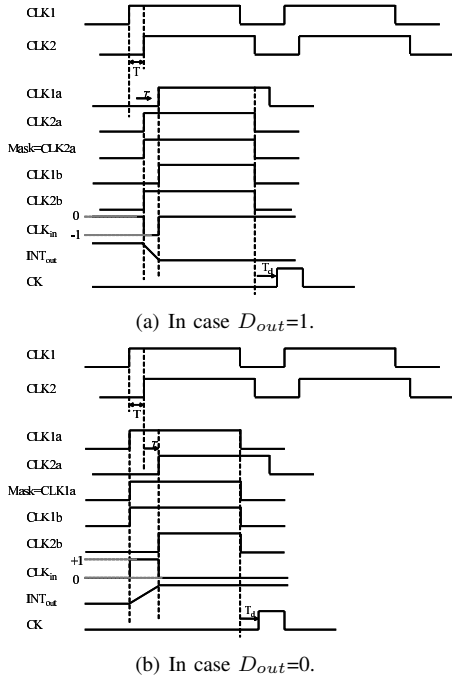 CLK1
CLK2
T
CLK1a
τ
CLK2a
Mask=CLK2a
CLK1b
CLK2b
0
CLKin
-1
INTout
Td
CK
(a) In case Dout=1.
CLK1
CLK2
T
CLK1a
τ
CLK2a
Mask=CLK1a
CLK1b
CLK2b
+1
CLKin
0
INTout
Td
CK
(b) In case Dout=0.